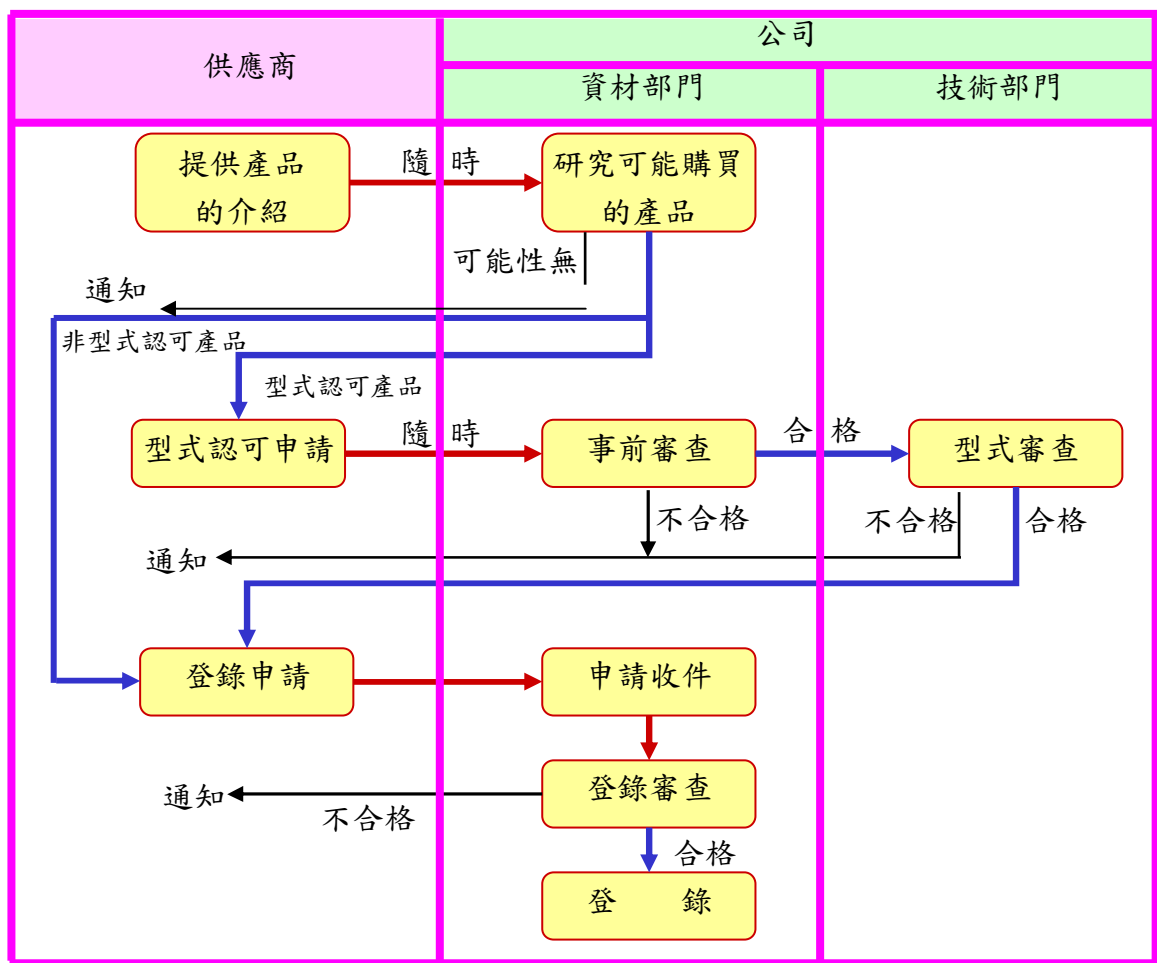 供應商
公司
資材部門
技術部門
提供產品
的介紹
隨時
研究可能購買
的產品
可能性無
通知
非型式認可產品
型式認可產品
型式認可申請
隨時
事前審查
合格
型式審查
不合格
不合格
合格
通知
登錄申請
申請收件
通知
不合格
登錄審查
合格
登 錄